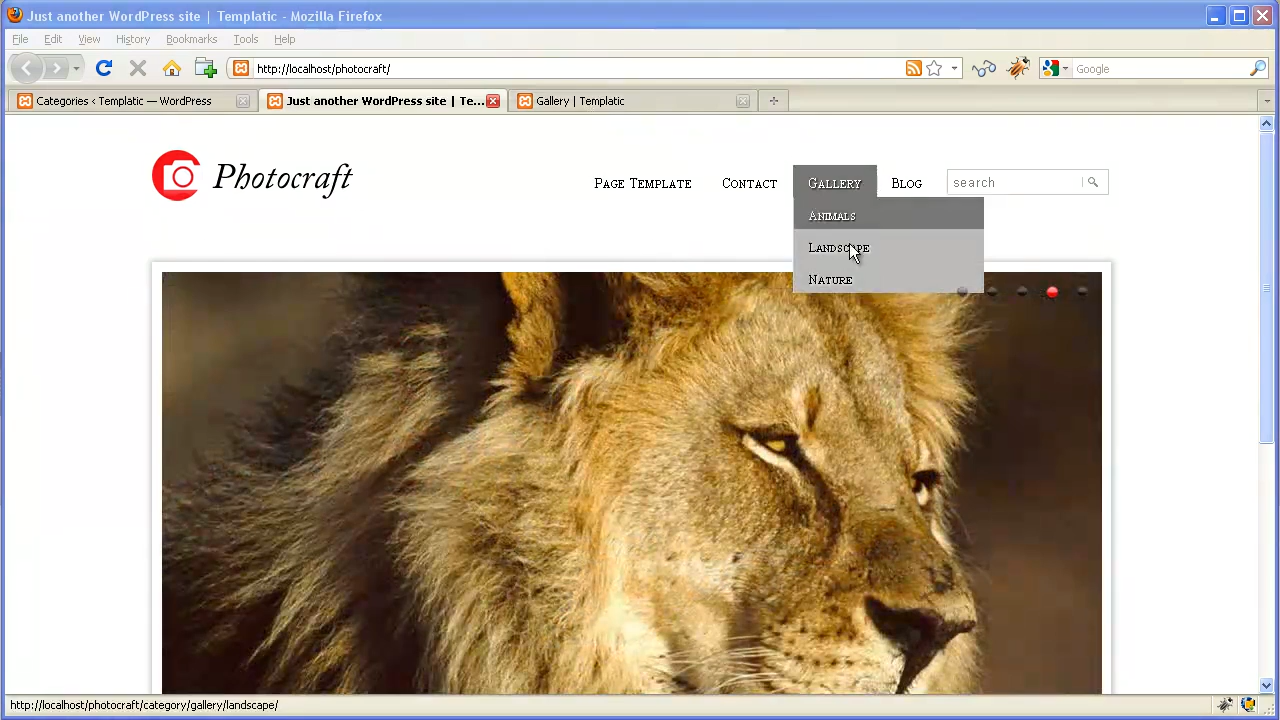 Just another WordPress site | Templatic - Mozilla Firefox
File Edit View History Bookmarks Tools Help
http://localhost/photocraft/
Google
Categories ‹ Templatic — WordPress
Just another WordPress site | Te...
Gallery | Templatic
Photocraft
Page Template
Contact
Gallery
Blog
search
Animals
Landscape
Nature
http://localhost/photocraft/category/gallery/landscape/